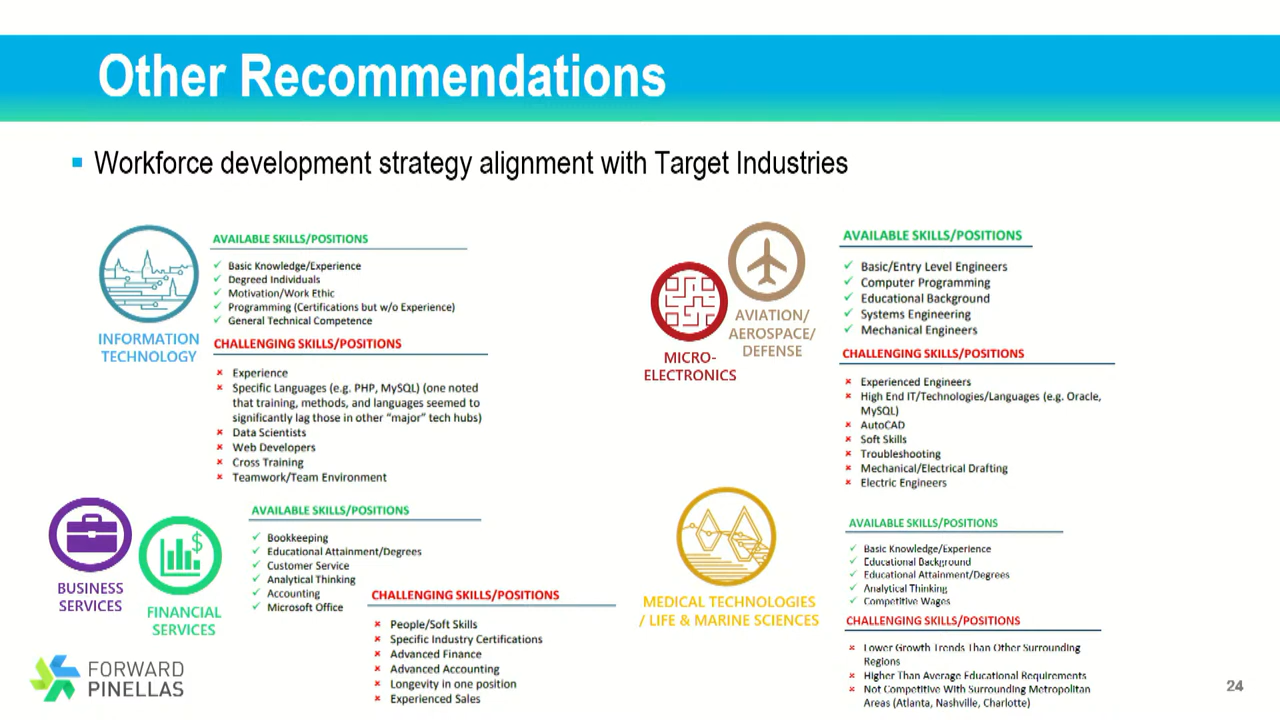 Other Recommendations
Workforce development strategy alignment with Target Industries
INFORMATION
TECHNOLOGY
AVAILABLE SKILLS/POSITIONS
Basic Knowledge/Experience
Degreed Individuals
Motivation/Work Ethic
Programming (Certifications but w/o Experience)
General Technical Competence
CHALLENGING SKILLS/POSITIONS
Experience
Specific Languages (e.g. PHP, MySQL) (one noted
that training, methods, and languages seemed to
significantly lag those in other “major” tech hubs)
Data Scientists
Web Developers
Cross Training
Teamwork/Team Environment
MICRO-
ELECTRONICS
AVIATION/
AEROSPACE/
DEFENSE
AVAILABLE SKILLS/POSITIONS
Basic/Entry Level Engineers
Computer Programming
Educational Background
Systems Engineering
Mechanical Engineers
CHALLENGING SKILLS/POSITIONS
Experienced Engineers
High End IT/Technologies/Languages (e.g. Oracle,
MySQL)
AutoCAD
Soft Skills
Troubleshooting
Mechanical/Electrical Drafting
Electric Engineers
BUSINESS
SERVICES
$
FINANCIAL
SERVICES
AVAILABLE SKILLS/POSITIONS
Bookkeeping
Educational Attainment/Degrees
Customer Service
Analytical Thinking
Accounting
Microsoft Office
CHALLENGING SKILLS/POSITIONS
People/Soft Skills
Specific Industry Certifications
Advanced Finance
Advanced Accounting
Longevity in one position
Experienced Sales
MEDICAL TECHNOLOGIES
/ LIFE & MARINE SCIENCES
AVAILABLE SKILLS/POSITIONS
Basic Knowledge/Experience
Educational Background
Educational Attainment/Degrees
Analytical Thinking
Competitive Wages
CHALLENGING SKILLS/POSITIONS
Lower Growth Trends Than Other Surrounding
Regions
Higher Than Average Educational Requirements
Not Competitive With Surrounding Metropolitan
Areas (Atlanta, Nashville, Charlotte)
FORWARD
PINELLAS
24